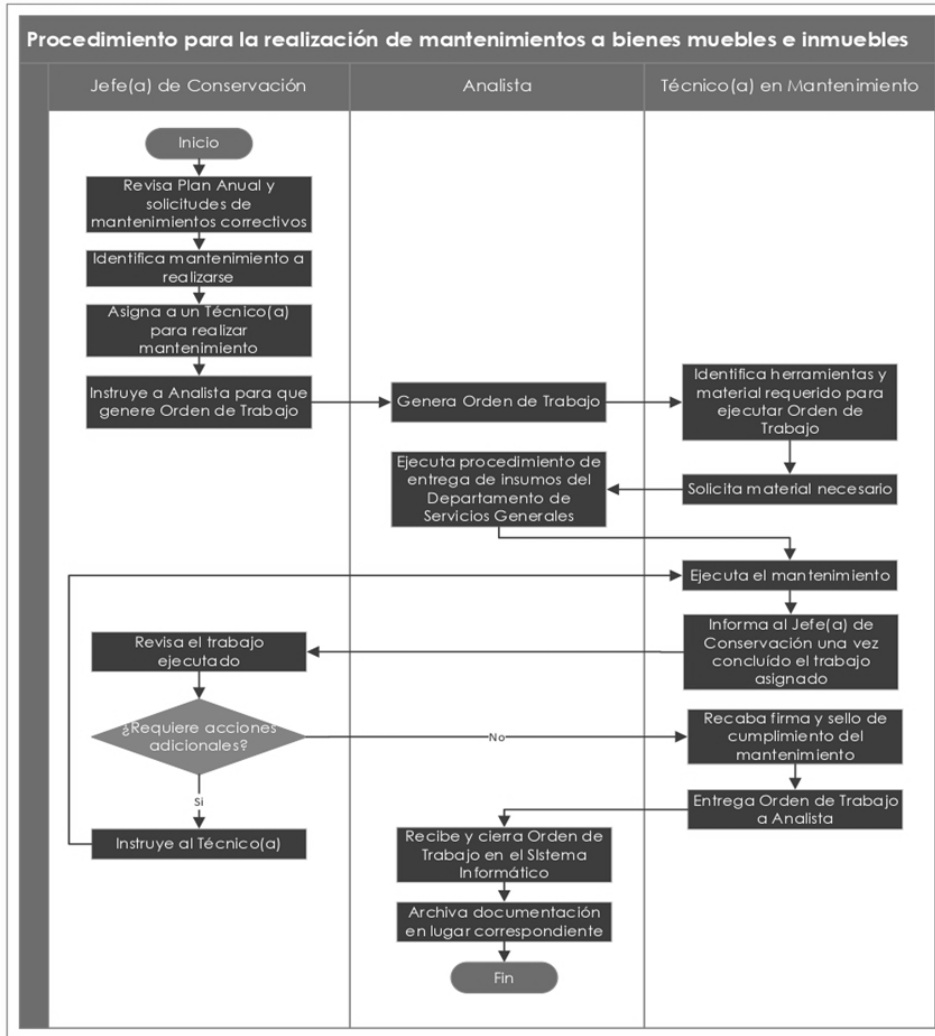 Procedimiento para la realización de mantenimientos a bienes muebles e inmuebles
Jefe(a) de Conservación
Analista
Técnico(a) en Mantenimiento
Inicio
Revisa Plan Anual y
solicitudes de
mantenimientos correctivos
Identifica mantenimiento a
realizarse
Asigna a un Técnico(a)
para realizar
mantenimiento
Instruye a Analista para que
genere Orden de Trabajo
Genera Orden de Trabajo
Identifica herramientas y
material requerido para
ejecutar Orden de
Trabajo
Solicita material necesario
Ejecuta procedimiento de
entrega de insumos del
Departamento de
Servicios Generales
Ejecuta el mantenimiento
Informa al Jefe(a) de
Conservación una vez
concluído el trabajo
asignado
Revisa el trabajo
ejecutado
¿Requiere acciones
adicionales?
No
Si
Instruye al Técnico(a)
Recaba firma y sello de
cumplimiento del
mantenimiento
Entrega Orden de Trabajo
a Analista
Recibe y cierra Orden de
Trabajo en el SIstema
Informático
Archiva documentación
en lugar correspondiente
Fin